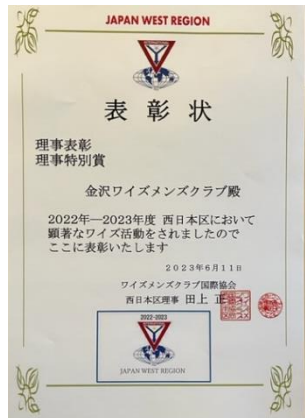 JAPAN WEST REGION
表彰状
理事表彰
理事特別賞
金沢ワイズメンズクラブ殿
2022年―2023年度 西日本区において
顕著なワイズ活動をされましたので
ここに表彰いたします
2023年6月11日
ワイズメンズクラブ国際協会
西日本区理事 田上 正
2022-2023
JAPAN WEST REGION